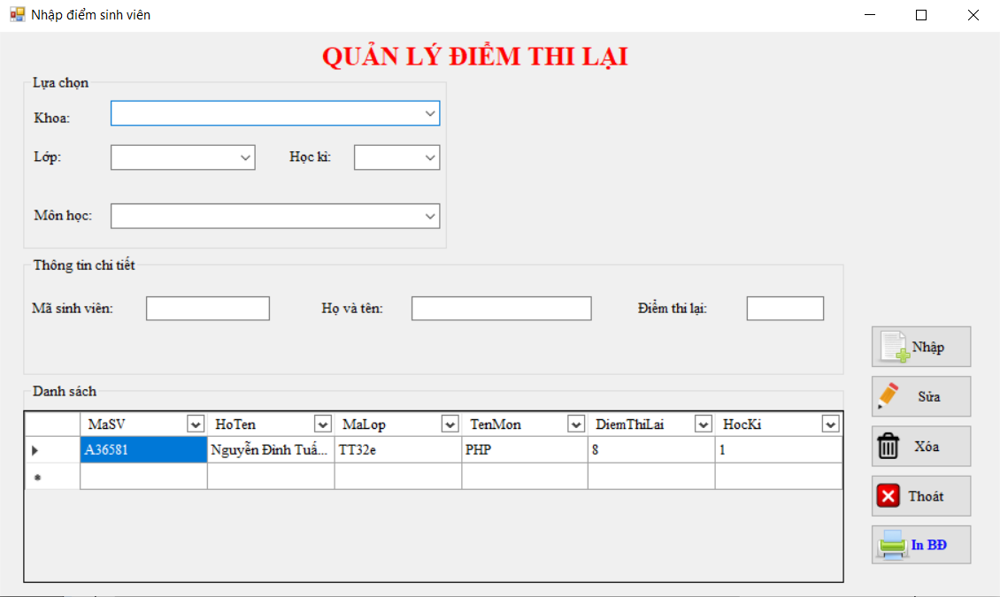 Nhập điểm sinh viên
QUẢN LÝ ĐIỂM THI LẠI
Lựa chọn
Khoa:
Lớp: Học kì:
Môn học:
Thông tin chi tiết
Mã sinh viên: Họ và tên: Điểm thi lại:
Nhập
Sửa
Xóa
Thoát
In BĐ
Danh sách
MaSV HoTen MaLop TenMon DiemThiLai HocKi
A36581 Nguyễn Đình Tuấ... TT32e PHP 8 1